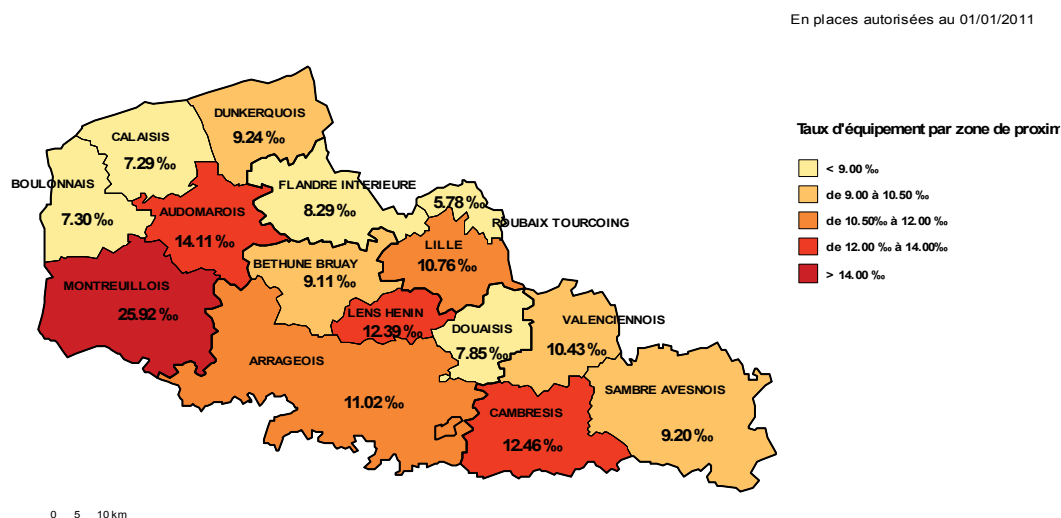 En places autorisées au 01/01/2011
Taux d'équipement par zone de proxim
< 9.00 ‰
de 9.00 à 10.50 ‰
de 10.50‰ à 12.00 ‰
de 12.00 ‰ à 14.00‰
> 14.00 ‰
DUNKERQUOIS
9.24 ‰
CALAISIS
7.29 ‰
BOULONNAIS
7.30 ‰
FLANDRE INTERIEURE
8.29 ‰
5.78 ‰
ROUBAIX TOURCOING
AUDOMAROIS
14.11 ‰
LILLE
10.76 ‰
BETHUNE BRUAY
9.11 ‰
MONTREUILLOIS
25.92 ‰
LENS HENIN
12.39 ‰
DOUAISIS
7.85 ‰
VALENCIENNOIS
10.43 ‰
ARRAGEOIS
11.02 ‰
SAMBRE AVESNOIS
9.20 ‰
CAMBRESIS
12.46 ‰
0 5 10 km